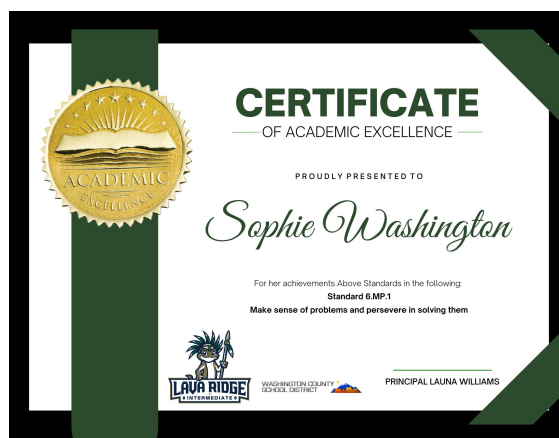 CERTIFICATE
OF ACADEMIC EXCELLENCE
ACADEMIC
EXCELLENCE
PROUDLY PRESENTED TO
Sophie Washington
For her achievements Above Standards in the following:
Standard 6.MP.1
Make sense of problems and persevere in solving them
LAVA RIDGE
INTERMEDIATE
WASHINGTON COUNTY
SCHOOL DISTRICT
PRINCIPAL LAUNA WILLIAMS